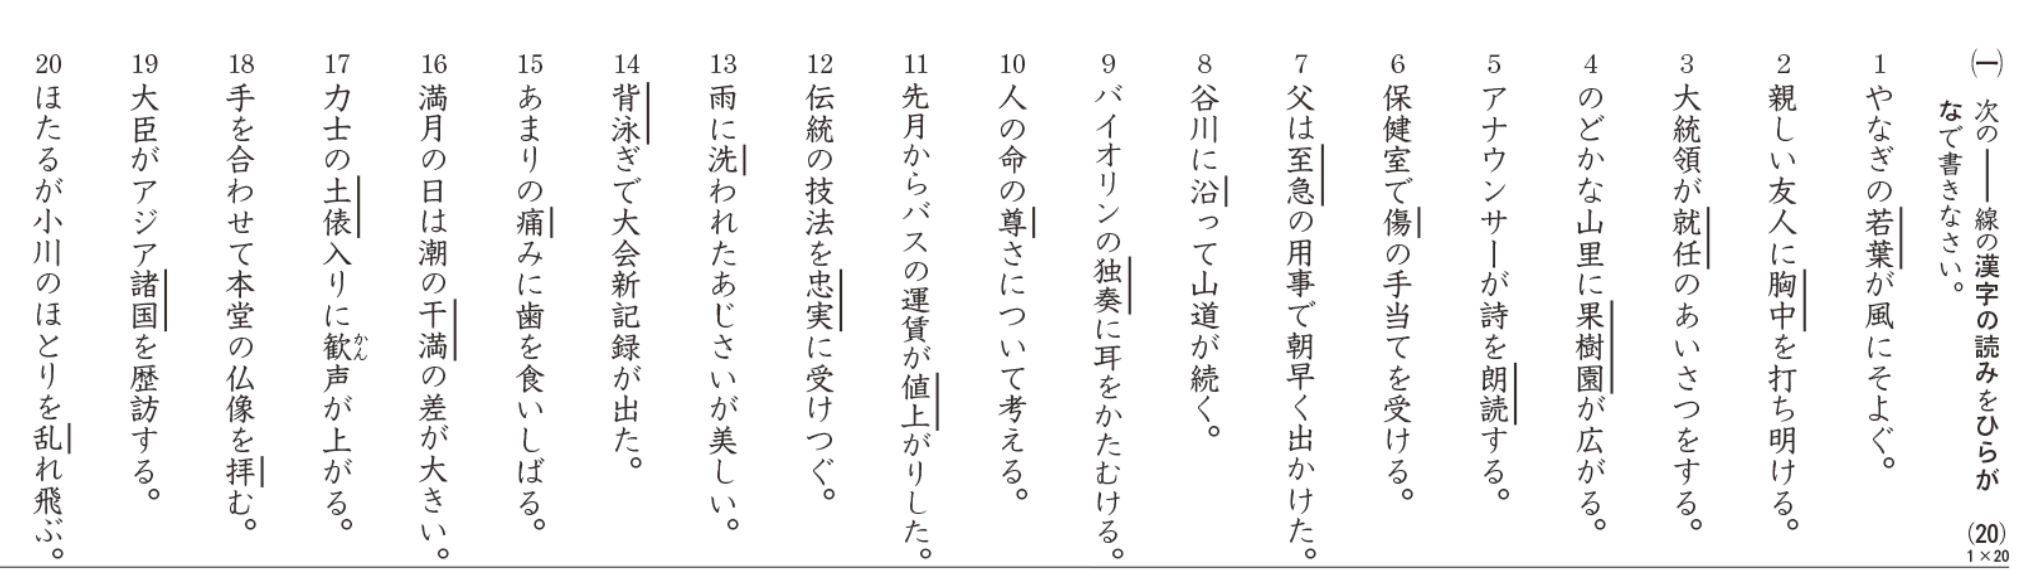 ㈠ 次の――線の漢字の読みをひらが
なで書きなさい。
(20)
1×20
1 やなぎの若葉が風にそよぐ。
2 親しい友人に胸中を打ち明ける。
3 大統領が就任のあいさつをする。
4 のどかな山里に果樹園が広がる。
5 アナウンサーが詩を朗読する。
6 保健室で傷の手当てを受ける。
7 父は至急の用事で朝早く出かけた。
8 谷川に沿って山道が続く。
9 バイオリンの独奏に耳をかたむける。
10 人の命の尊さについて考える。
11 先月からバスの運賃が値上がりした。
12 伝統の技法を忠実に受けつぐ。
13 雨に洗われたあじさいが美しい。
14 背泳ぎで大会新記録が出た。
15 あまりの痛みに歯を食いしばる。
16 満月の日は潮の干満の差が大きい。
17 力士の土俵入りに歓かん声が上がる。
18 手を合わせて本堂の仏像を拝む。
19 大臣がアジア諸国を歴訪する。
20 ほたるが小川のほとりを乱れ飛ぶ。